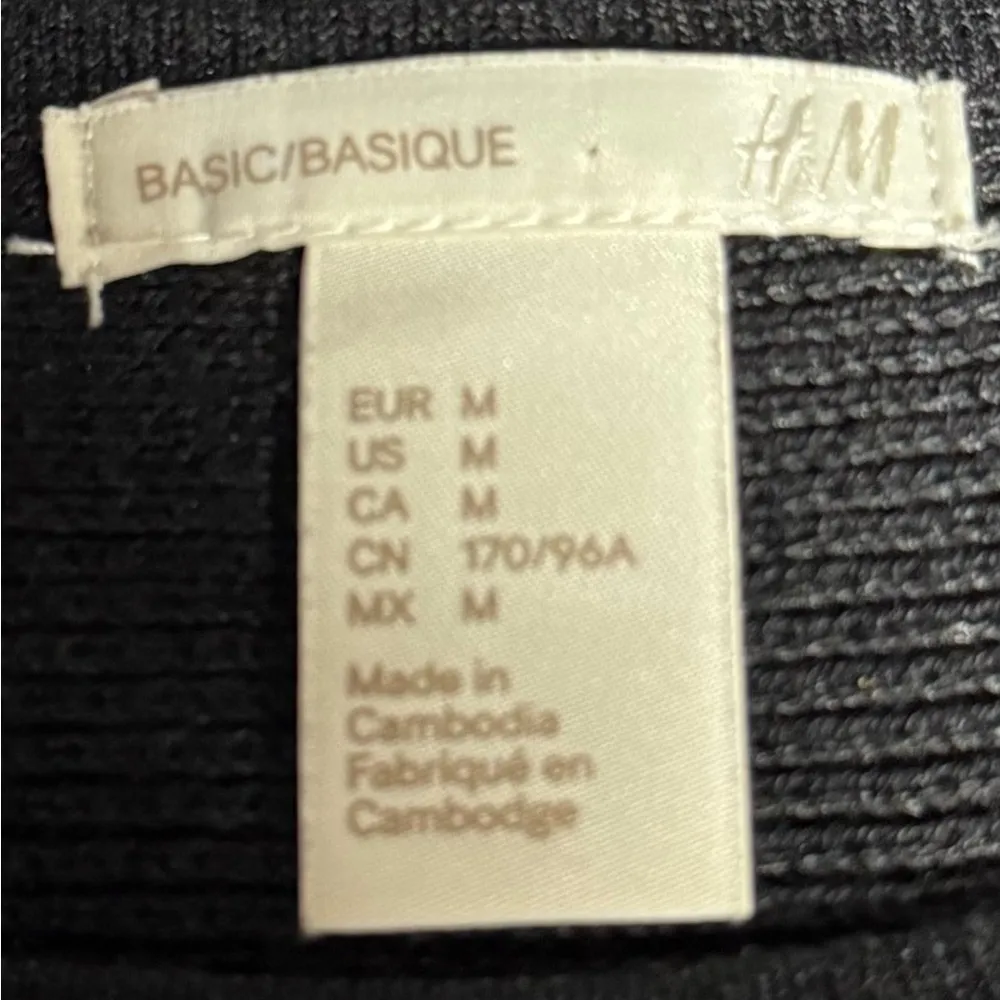 BASIC/BASIQUE H&M
EUR M
US M
CA M
CN 170/96A
MX M
Made in
Cambodia
Fabriqué en
Cambodge